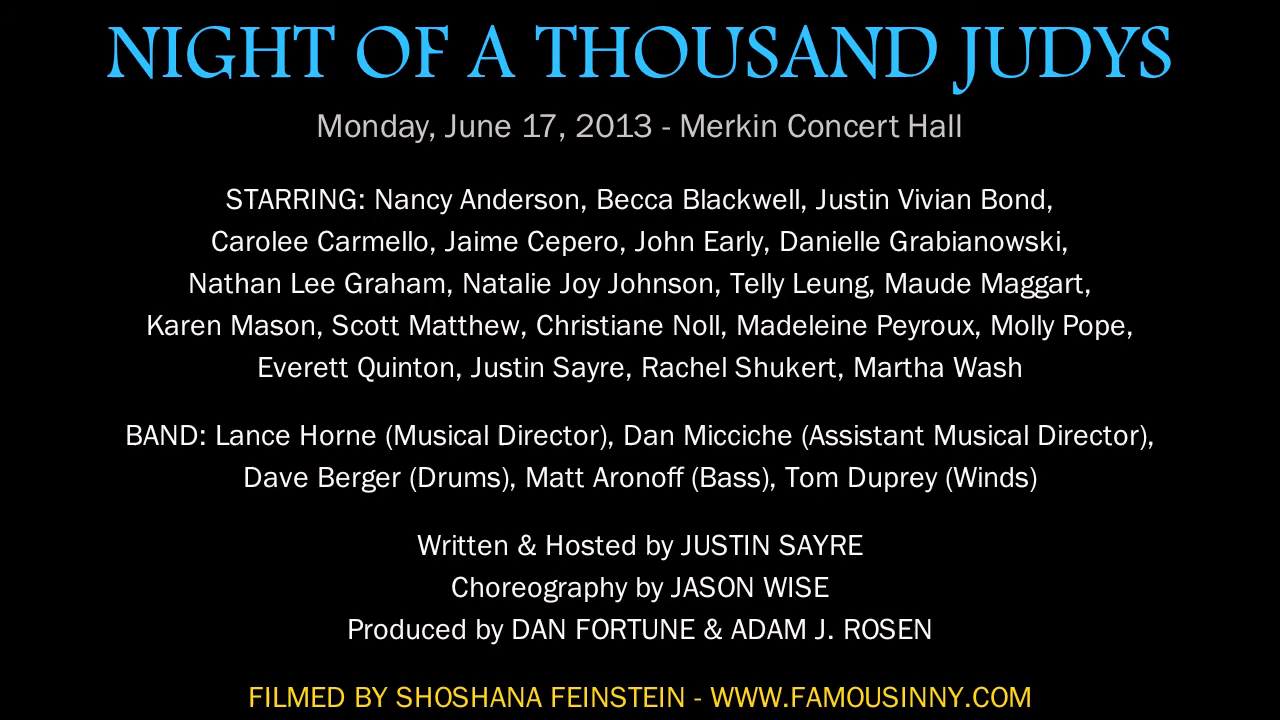 NIGHT OF A THOUSAND JUDYS
Monday, June 17, 2013 - Merkin Concert Hall
STARRING: Nancy Anderson, Becca Blackwell, Justin Vivian Bond,
Carolee Carmello, Jaime Cepero, John Early, Danielle Grabianowski,
Nathan Lee Graham, Natalie Joy Johnson, Telly Leung, Maude Maggart,
Karen Mason, Scott Matthew, Christiane Noll, Madeleine Peyroux, Molly Pope,
Everett Quinton, Justin Sayre, Rachel Shukert, Martha Wash
BAND: Lance Horne (Musical Director), Dan Micciche (Assistant Musical Director),
Dave Berger (Drums), Matt Aronoff (Bass), Tom Duprey (Winds)
Written & Hosted by JUSTIN SAYRE
Choreography by JASON WISE
Produced by DAN FORTUNE & ADAM J. ROSEN
FILMED BY SHOSHANA FEINSTEIN - WWW.FAMOUSINNY.COM